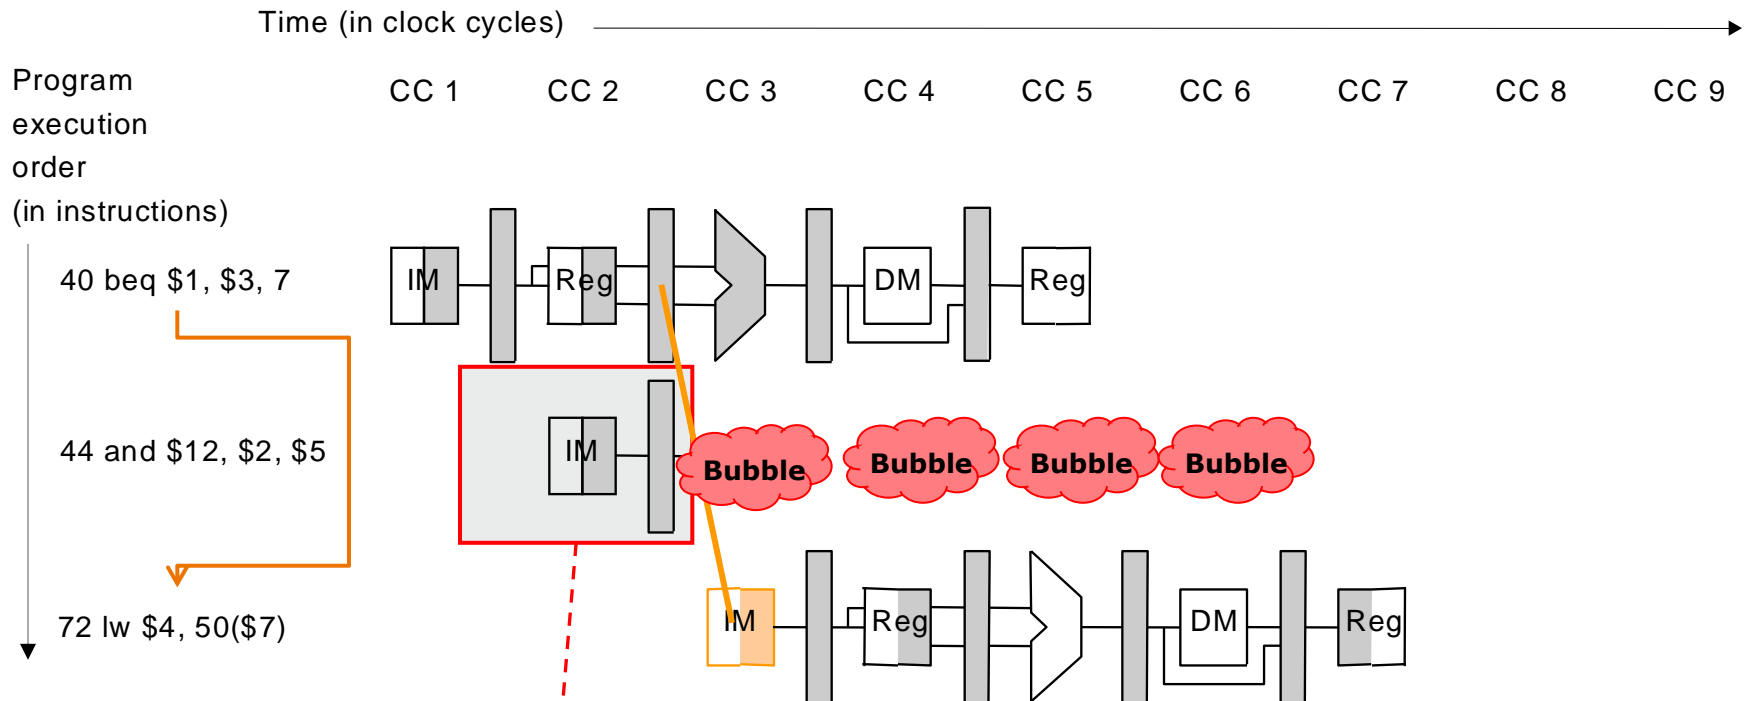 Time (in clock cycles)
Program
execution
order
(in instructions)
CC 1 CC 2 CC 3 CC 4 CC 5 CC 6 CC 7 CC 8 CC 9
40 beq $1, $3, 7
IM Reg DM Reg
44 and $12, $2, $5
IM Bubble Bubble Bubble Bubble
72 lw $4, 50($7)
IM Reg DM Reg